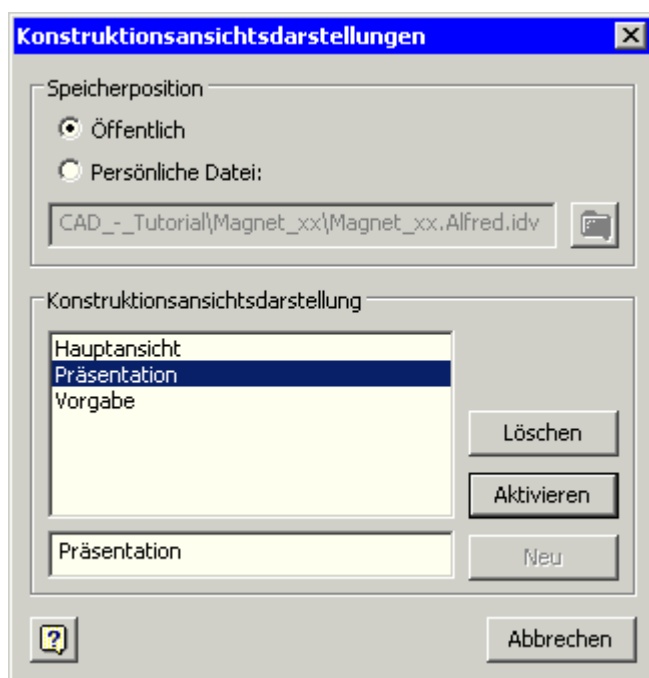 Konstruktionsansichtsdarstellungen
Speicherposition
Öffentlich
Persönliche Datei:
CAD_-_Tutorial\Magnet_xx\Magnet_xx.Alfred.idv
Konstruktionsansichtsdarstellung
Hauptansicht
Präsentation
Vorgabe
Löschen
Aktivieren
Präsentation
Neu
Abbrechen